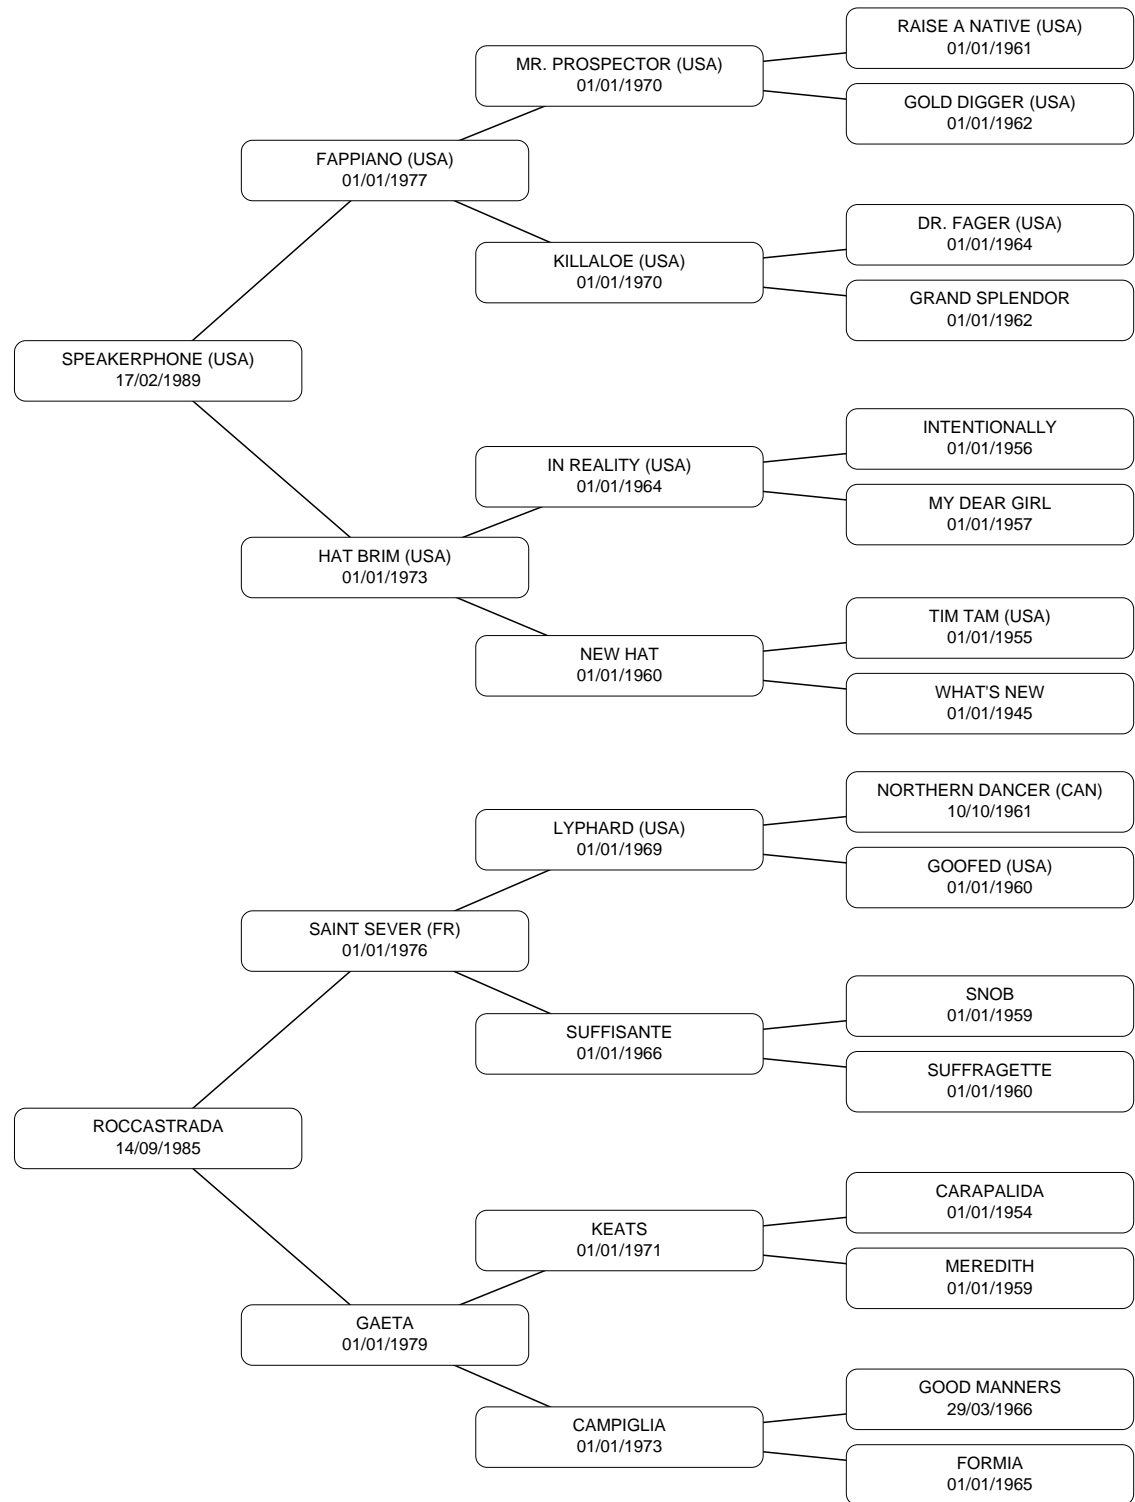 RAISE A NATIVE (USA)
01/01/1961
MR. PROSPECTOR (USA)
01/01/1970
GOLD DIGGER (USA)
01/01/1962
FAPPIANO (USA)
01/01/1977
DR. FAGER (USA)
01/01/1964
KILLALOE (USA)
01/01/1970
GRAND SPLENDOR
01/01/1962
SPEAKERPHONE (USA)
17/02/1989
INTENTIONALLY
01/01/1956
IN REALITY (USA)
01/01/1964
MY DEAR GIRL
01/01/1957
HAT BRIM (USA)
01/01/1973
TIM TAM (USA)
01/01/1955
NEW HAT
01/01/1960
WHAT'S NEW
01/01/1945
NORTHERN DANCER (CAN)
10/10/1961
LYPHARD (USA)
01/01/1969
GOOFED (USA)
01/01/1960
SAINT SEVER (FR)
01/01/1976
SNOB
01/01/1959
SUFFISANTE
01/01/1966
SUFFRAGETTE
01/01/1960
ROCCASTRADA
14/09/1985
CARAPALIDA
01/01/1954
KEATS
01/01/1971
MEREDITH
01/01/1959
GAETA
01/01/1979
GOOD MANNERS
29/03/1966
CAMPIGLIA
01/01/1973
FORMIA
01/01/1965